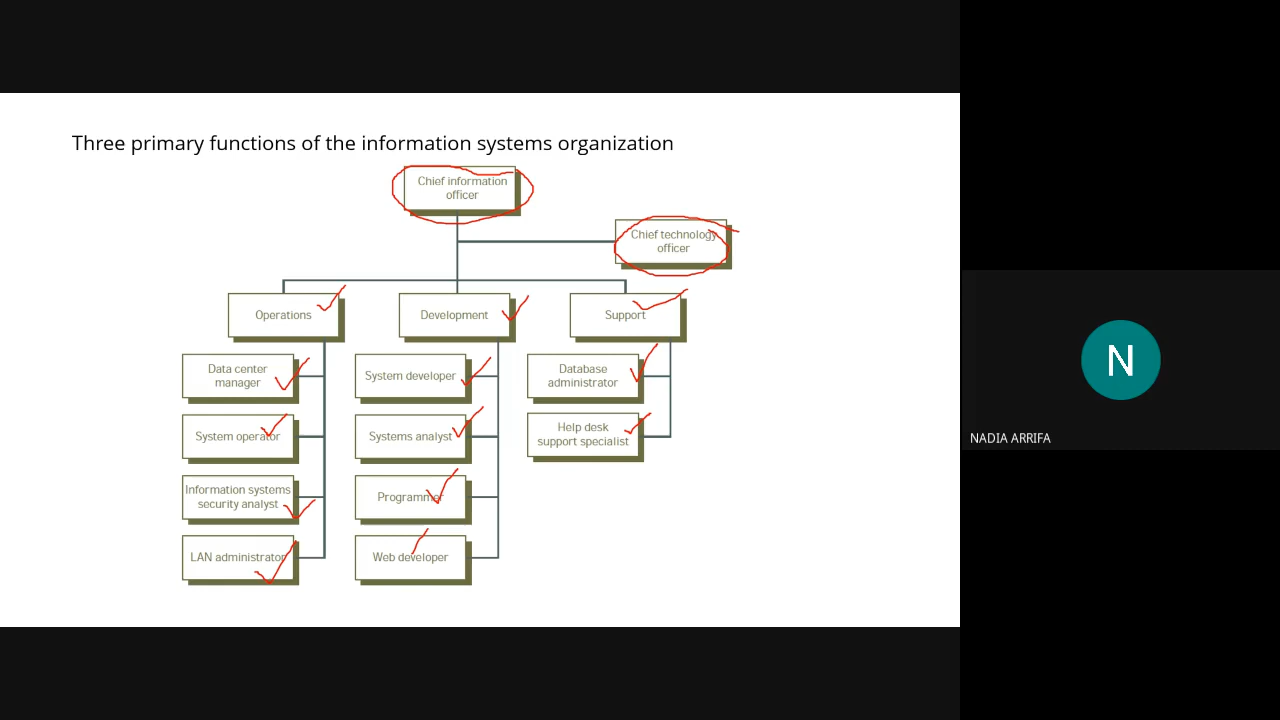 Three primary functions of the information systems organization
Chief information
officer
Chief technology
officer
Operations
Development
Support
Data center
manager
System operator
Information systems
security analyst
LAN administrator
System developer
Systems analyst
Programmer
Web developer
Database
administrator
Help desk
support specialist
N
NADIA ARRIFA